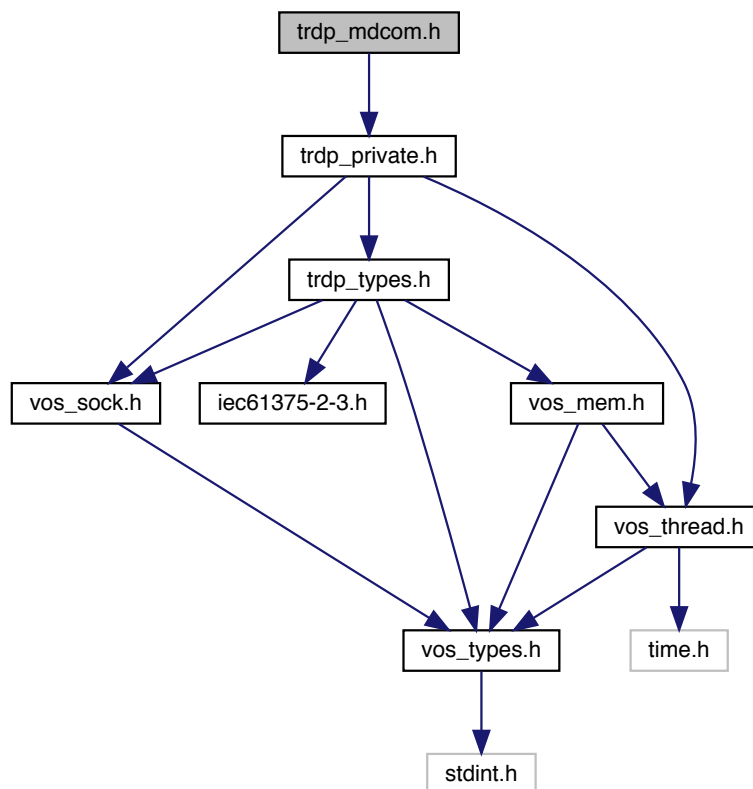 trdp_mdcom.h
trdp_private.h
trdp_types.h
vos_sock.h
iec61375-2-3.h
vos_mem.h
vos_thread.h
vos_types.h
time.h
stdint.h